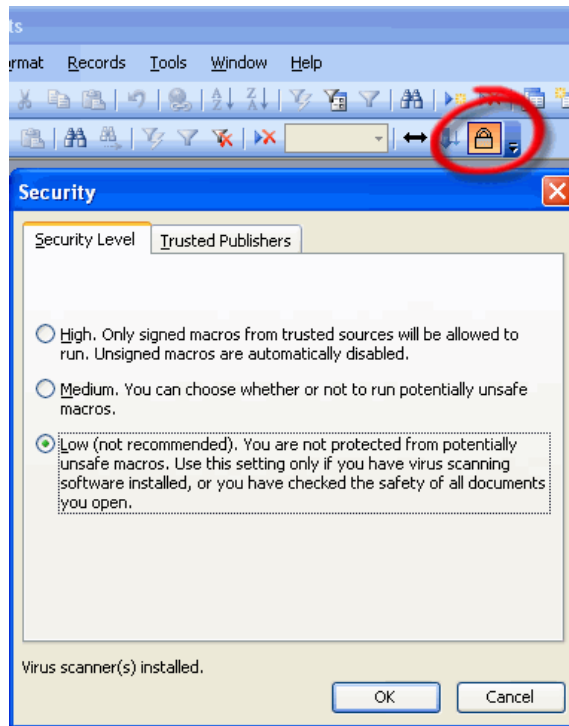 ts
rmat Records Tools Window Help
Security
Security Level Trusted Publishers
High. Only signed macros from trusted sources will be allowed to
run. Unsigned macros are automatically disabled.
Medium. You can choose whether or not to run potentially unsafe
macros.
Low (not recommended). You are not protected from potentially
unsafe macros. Use this setting only if you have virus scanning
software installed, or you have checked the safety of all documents
you open.
Virus scanner(s) installed.
OK Cancel